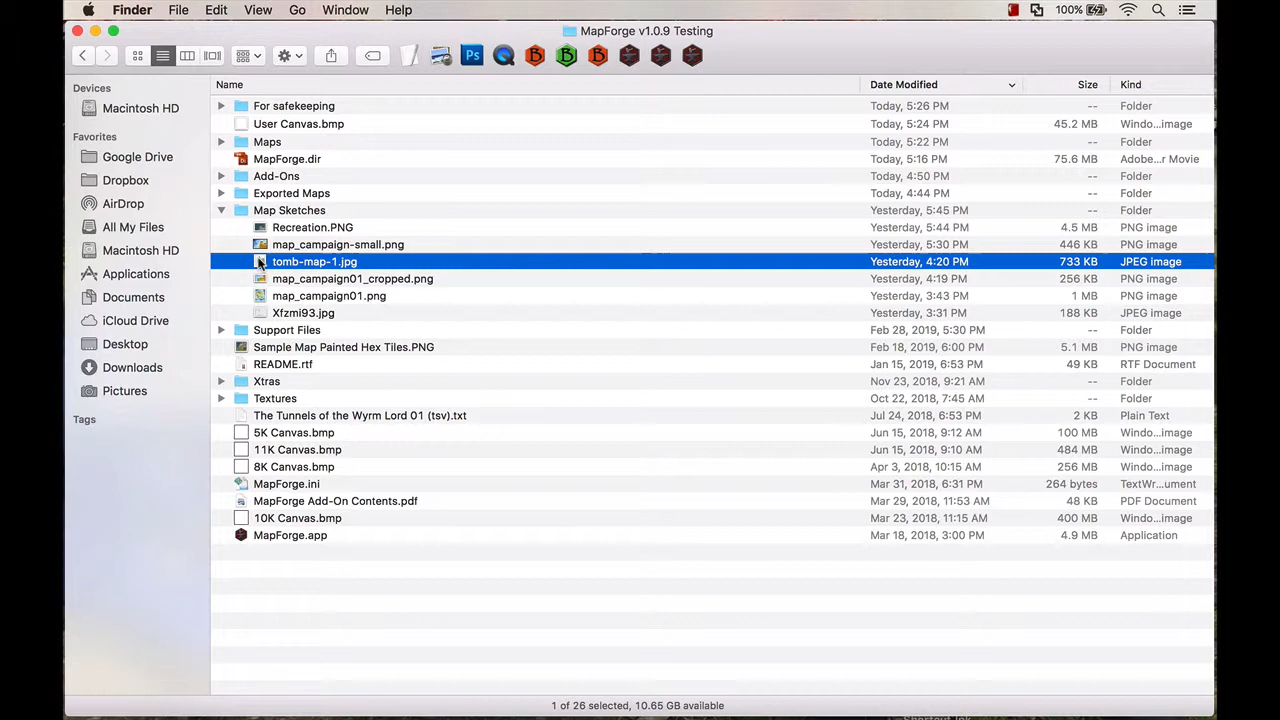 Finder File Edit View Go Window Help 100%
MapForge v1.0.9 Testing
Ps
Name Date Modified Size Kind
Devices
Macintosh HD
Favorites
Google Drive
Dropbox
AirDrop
All My Files
Macintosh HD
Applications
Documents
iCloud Drive
Desktop
Downloads
Pictures
Tags
For safekeeping Today, 5:26 PM -- Folder
User Canvas.bmp Today, 5:24 PM 45.2 MB Windo...image
Maps Today, 5:22 PM -- Folder
MapForge.dir Today, 5:16 PM 75.6 MB Adobe...r Movie
Add-Ons Today, 4:50 PM -- Folder
Exported Maps Today, 4:44 PM -- Folder
Map Sketches Yesterday, 5:45 PM -- Folder
Recreation.PNG Yesterday, 5:44 PM 4.5 MB PNG image
map_campaign-small.png Yesterday, 5:30 PM 446 KB PNG image
tomb-map-1.jpg Yesterday, 4:20 PM 733 KB JPEG image
map_campaign01_cropped.png Yesterday, 4:19 PM 256 KB PNG image
map_campaign01.png Yesterday, 3:43 PM 1 MB PNG image
Xfzmi93.jpg Yesterday, 3:31 PM 188 KB JPEG image
Support Files Feb 28, 2019, 5:30 PM -- Folder
Sample Map Painted Hex Tiles.PNG Feb 18, 2019, 6:00 PM 5.1 MB PNG image
README.rtf Jan 15, 2019, 6:53 PM 49 KB RTF Document
Xtras Nov 23, 2018, 9:21 AM -- Folder
Textures Oct 22, 2018, 7:45 AM -- Folder
The Tunnels of the Wyrm Lord 01 (tsv).txt Jul 24, 2018, 6:53 PM 2 KB Plain Text
5K Canvas.bmp Jun 15, 2018, 9:12 AM 100 MB Windo...image
11K Canvas.bmp Jun 15, 2018, 9:10 AM 484 MB Windo...image
8K Canvas.bmp Apr 3, 2018, 10:15 AM 256 MB Windo...image
MapForge.ini Mar 31, 2018, 6:31 PM 264 bytes TextWr...ument
MapForge Add-On Contents.pdf Mar 29, 2018, 11:53 AM 48 KB PDF Document
10K Canvas.bmp Mar 23, 2018, 11:15 AM 400 MB Windo...image
MapForge.app Mar 18, 2018, 3:00 PM 4.9 MB Application
1 of 26 selected, 10.65 GB available